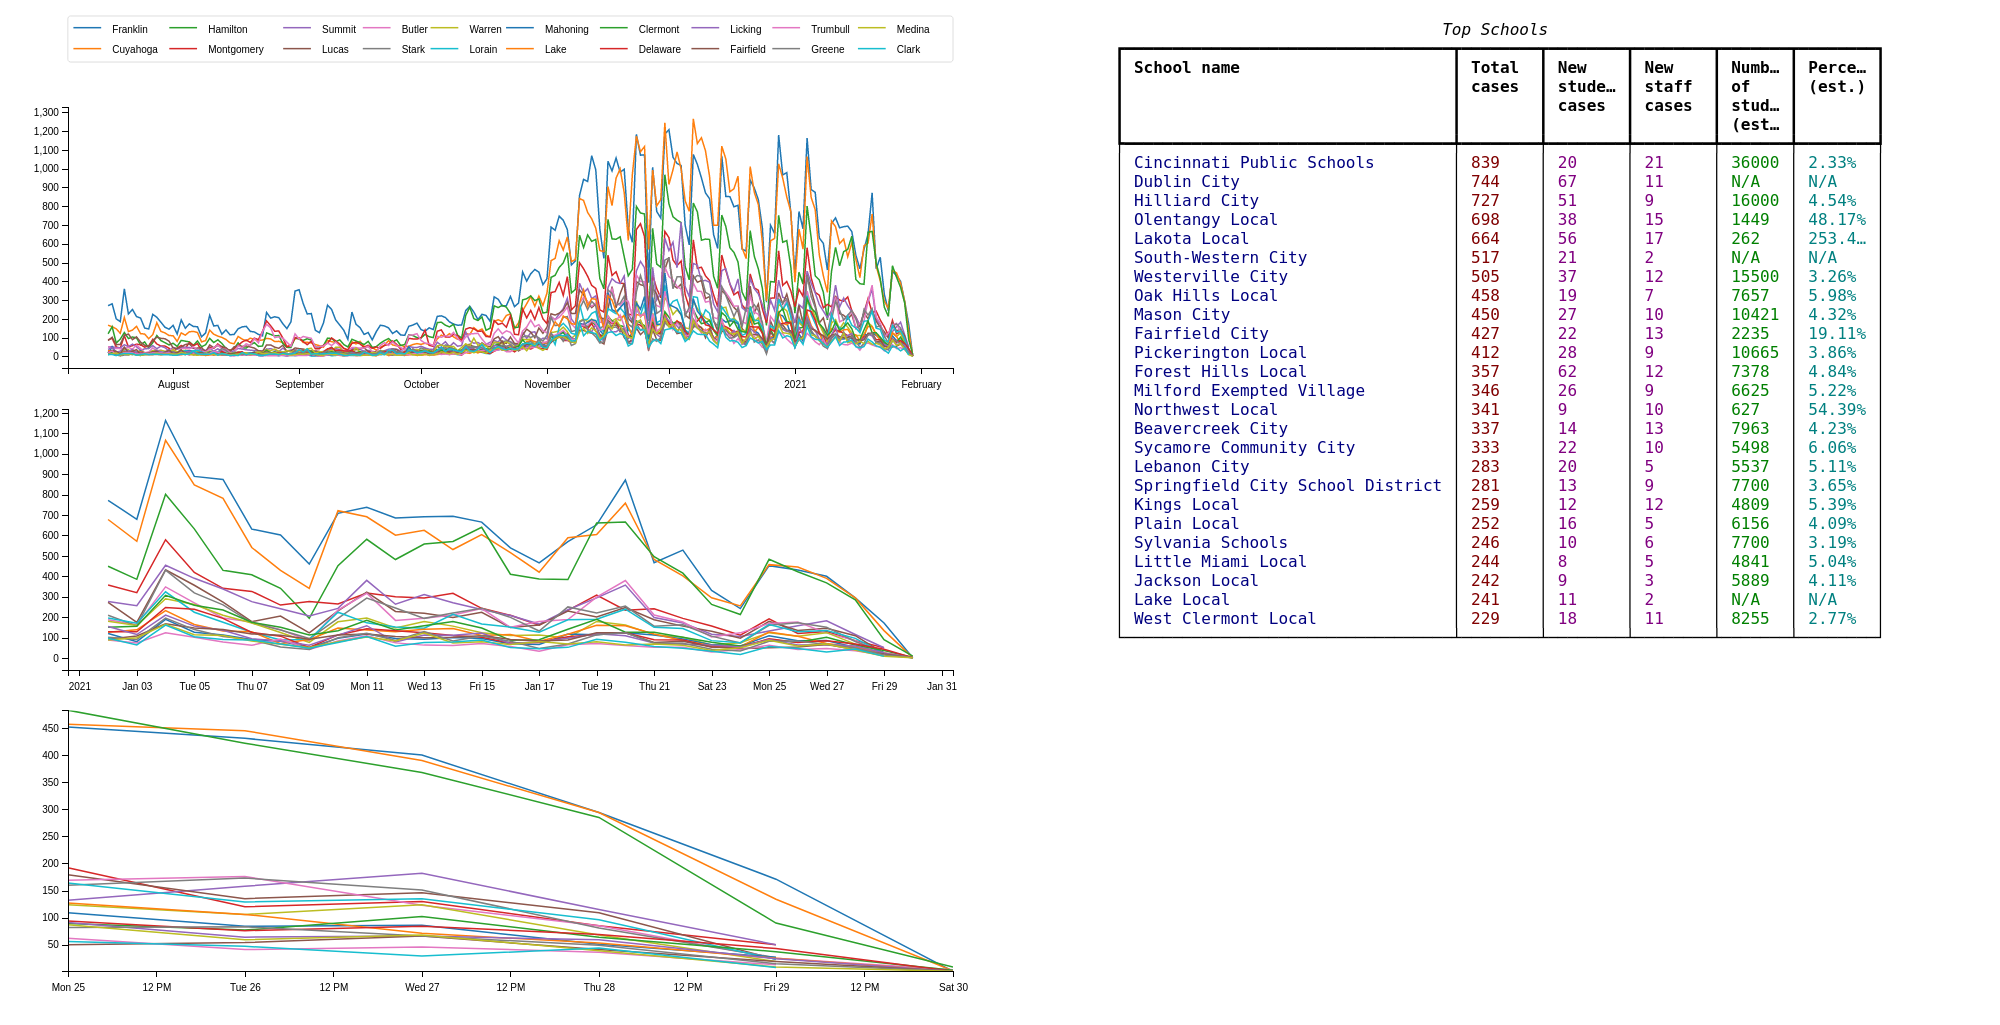 Franklin Hamilton Summit Butler Warren Mahoning Clermont Licking Trumbull Medina
Cuyahoga Montgomery Lucas Stark Lorain Lake Delaware Fairfield Greene Clark
1,300
1,200
1,100
1,000
900
800
700
600
500
400
300
200
100
0
August September October November December 2021 February
1,200
1,100
1,000
900
800
700
600
500
400
300
200
100
0
2021 Jan 03 Tue 05 Thu 07 Sat 09 Mon 11 Wed 13 Fri 15 Jan 17 Tue 19 Thu 21 Sat 23 Mon 25 Wed 27 Fri 29 Jan 31
450
400
350
300
250
200
150
100
50
Mon 25 12 PM Tue 26 12 PM Wed 27 12 PM Thu 28 12 PM Fri 29 12 PM Sat 30
Top Schools
School name Total New New Numb… Perce…
cases stude… staff of (est.)
cases cases stud…
(est…
Cincinnati Public Schools 839 20 21 36000 2.33%
Dublin City 744 67 11 N/A N/A
Hilliard City 727 51 9 16000 4.54%
Olentangy Local 698 38 15 1449 48.17%
Lakota Local 664 56 17 262 253.4…
South-Western City 517 21 2 N/A N/A
Westerville City 505 37 12 15500 3.26%
Oak Hills Local 458 19 7 7657 5.98%
Mason City 450 27 10 10421 4.32%
Fairfield City 427 22 13 2235 19.11%
Pickerington Local 412 28 9 10665 3.86%
Forest Hills Local 357 62 12 7378 4.84%
Milford Exempted Village 346 26 9 6625 5.22%
Northwest Local 341 9 10 627 54.39%
Beavercreek City 337 14 13 7963 4.23%
Sycamore Community City 333 22 10 5498 6.06%
Lebanon City 283 20 5 5537 5.11%
Springfield City School District 281 13 9 7700 3.65%
Kings Local 259 12 12 4809 5.39%
Plain Local 252 16 5 6156 4.09%
Sylvania Schools 246 10 6 7700 3.19%
Little Miami Local 244 8 5 4841 5.04%
Jackson Local 242 9 3 5889 4.11%
Lake Local 241 11 2 N/A N/A
West Clermont Local 229 18 11 8255 2.77%